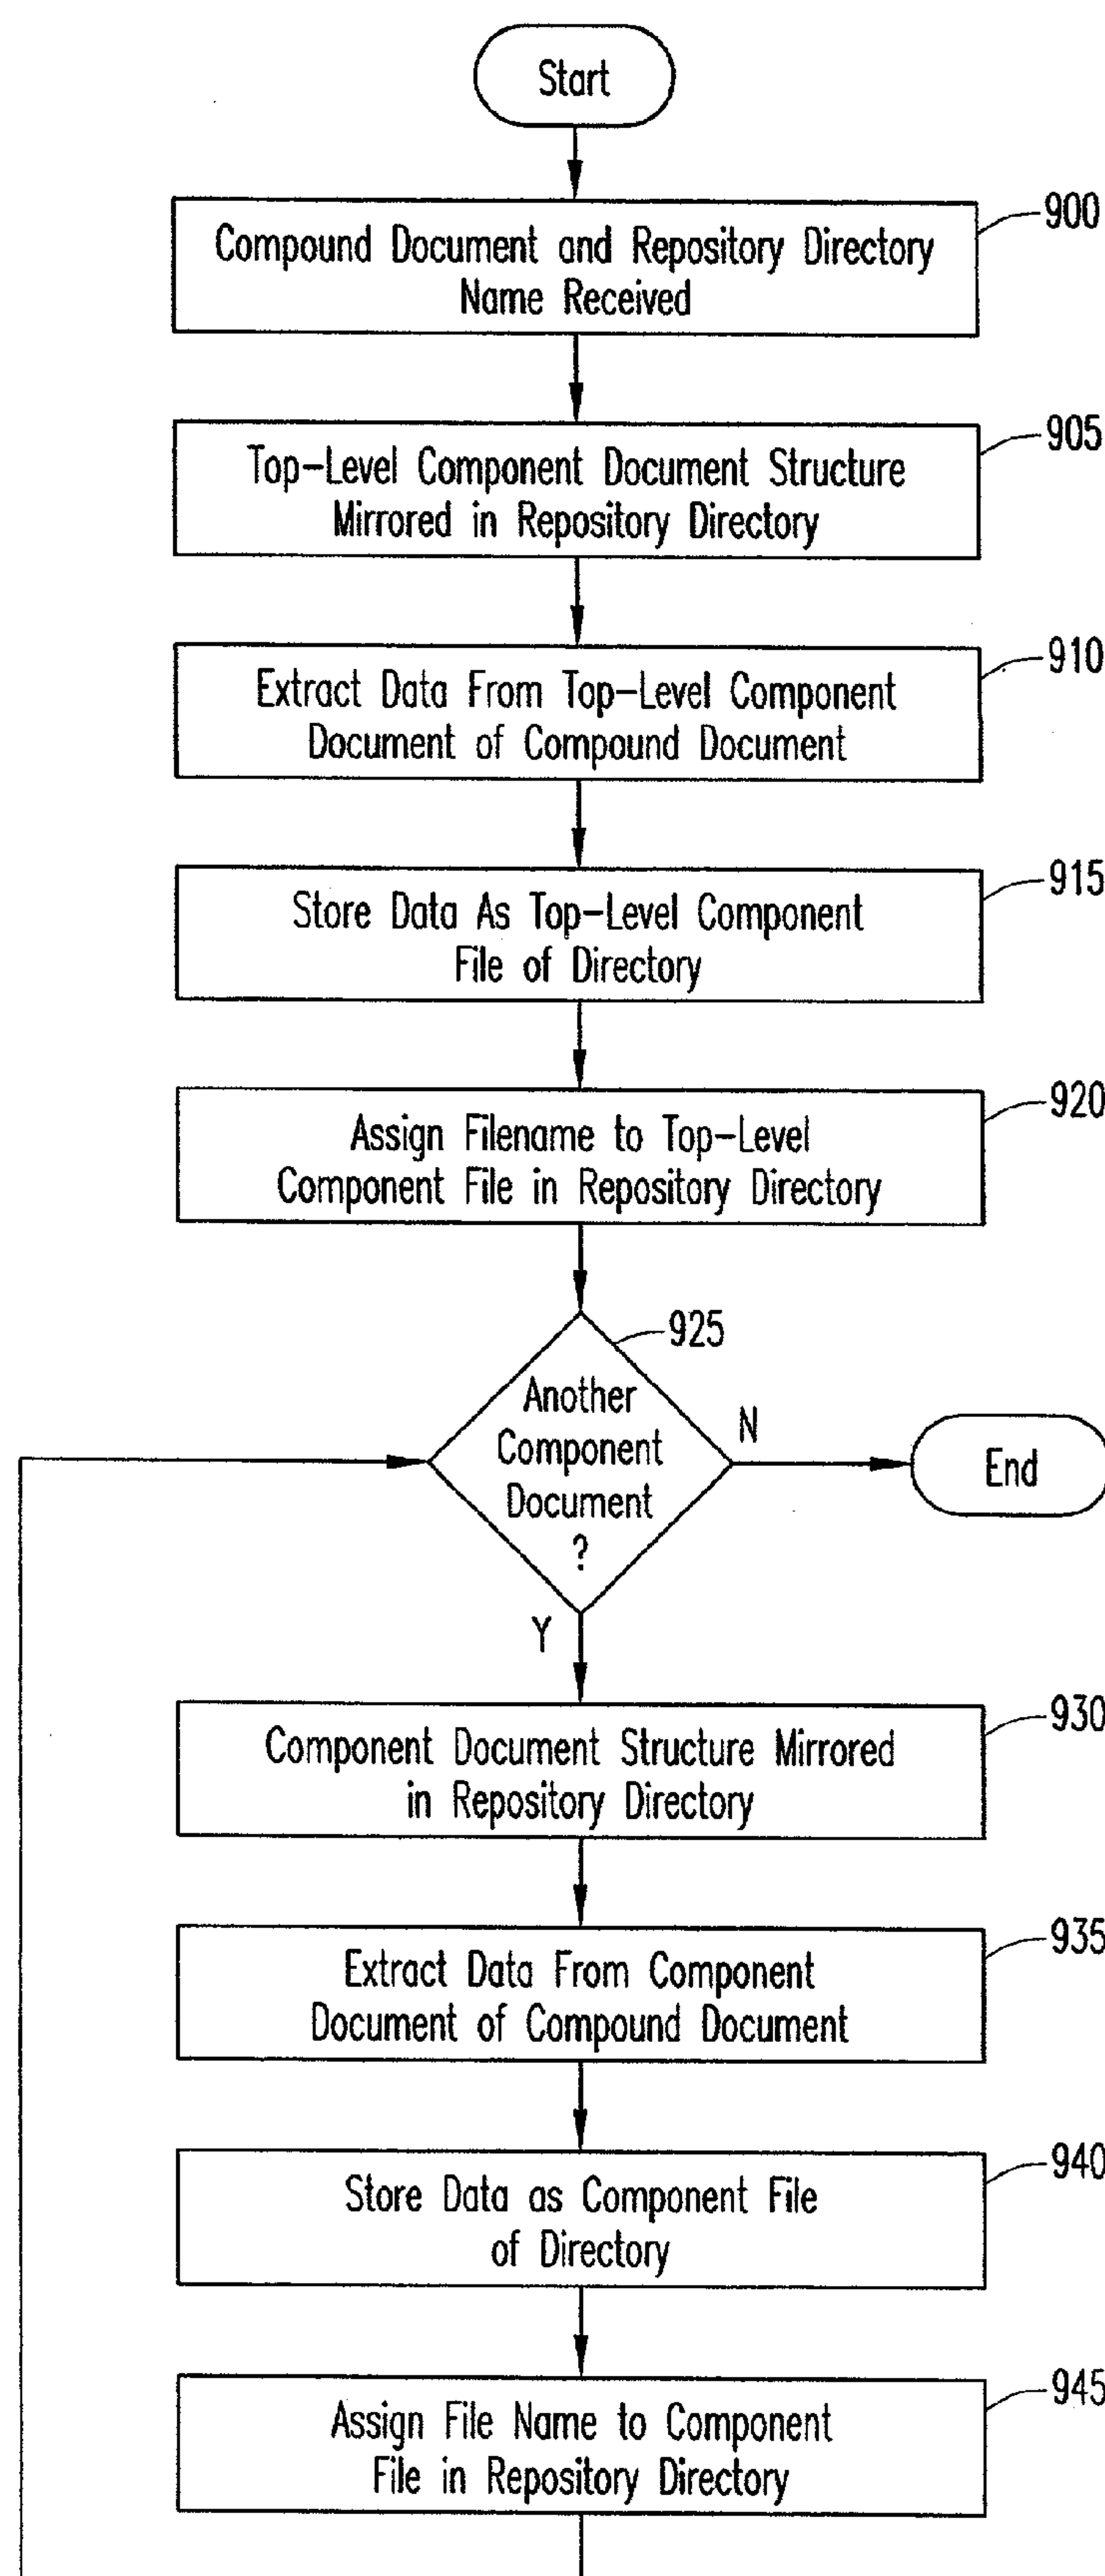 Start
900
Compound Document and Repository Directory
Name Received
905
Top-Level Component Document Structure
Mirrored in Repository Directory
910
Extract Data From Top-Level Component
Document of Compound Document
915
Store Data As Top-Level Component
File of Directory
920
Assign Filename to Top-Level
Component File in Repository Directory
925
Another
Component
Document
?
N
End
Y
930
Component Document Structure Mirrored
in Repository Directory
935
Extract Data From Component
Document of Compound Document
940
Store Data as Component File
of Directory
945
Assign File Name to Component
File in Repository Directory